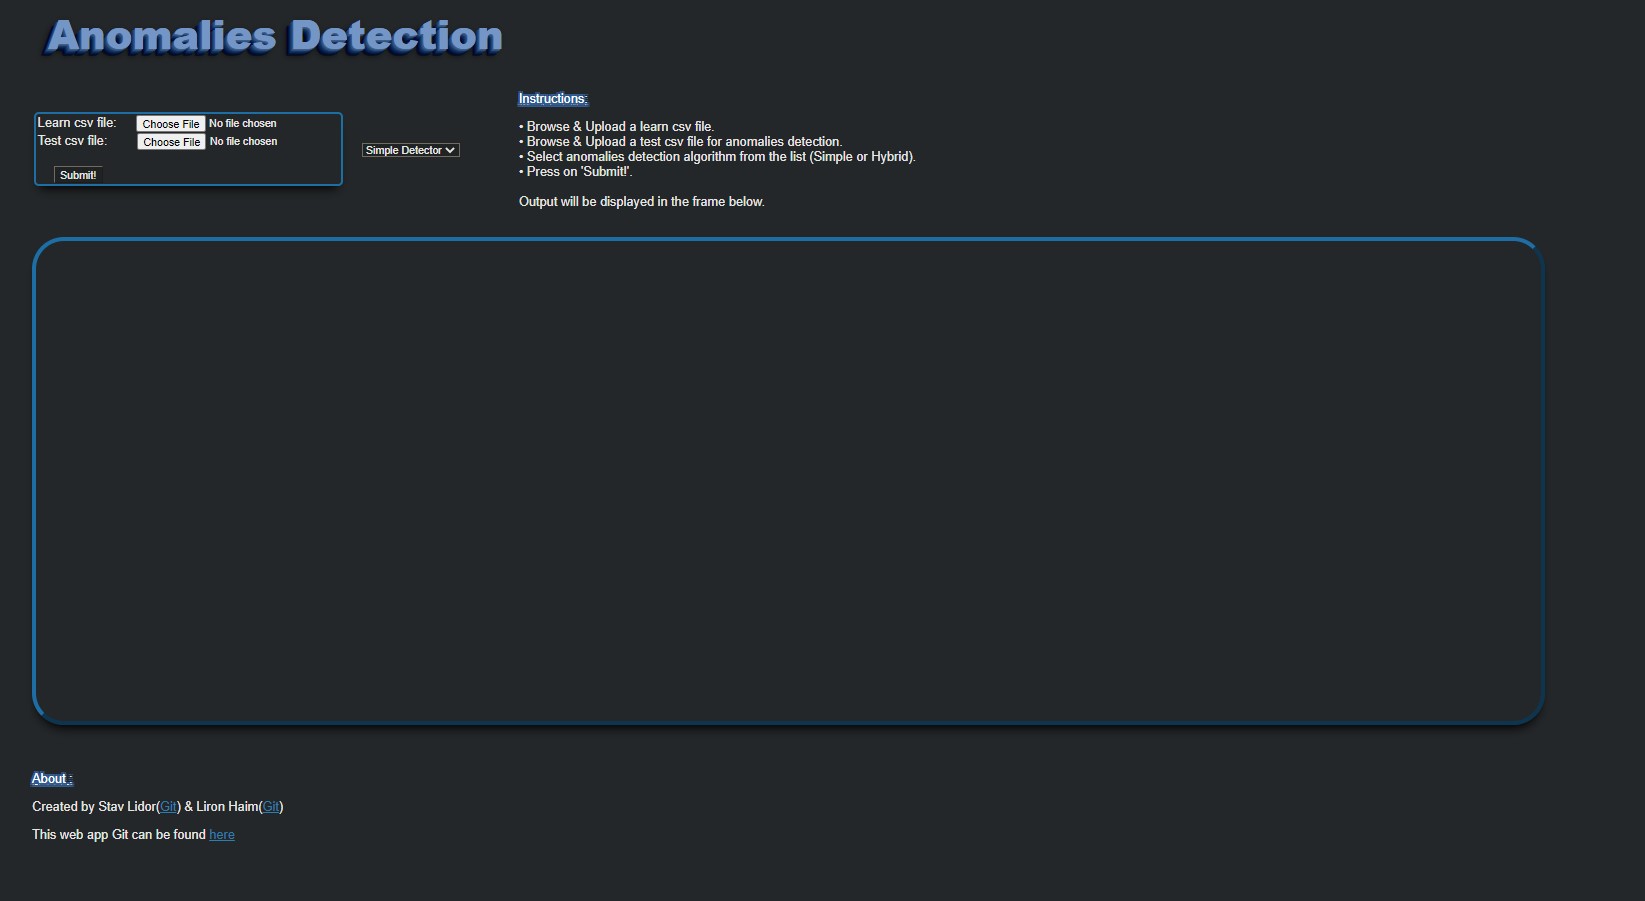 Anomalies Detection
Learn csv file: Choose File No file chosen
Test csv file: Choose File No file chosen
Submit!
Simple Detector
Instructions:
• Browse & Upload a learn csv file.
• Browse & Upload a test csv file for anomalies detection.
• Select anomalies detection algorithm from the list (Simple or Hybrid).
• Press on 'Submit!'.
Output will be displayed in the frame below.
About :
Created by Stav Lidor(Git) & Liron Haim(Git)
This web app Git can be found here